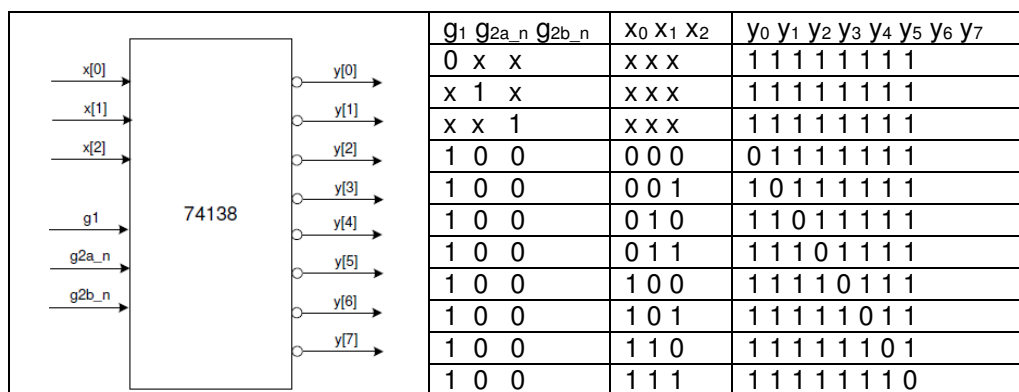 x[0]
x[1]
x[2]
g1
g2a_n
g2b_n
74138
y[0]
y[1]
y[2]
y[3]
y[4]
y[5]
y[6]
y[7]
g1 g2a_n g2b_n x0 x1 x2 y0 y1 y2 y3 y4 y5 y6 y7
0 x x x x x 1 1 1 1 1 1 1 1
x 1 x x x x 1 1 1 1 1 1 1 1
x x 1 x x x 1 1 1 1 1 1 1 1
1 0 0 0 0 0 0 1 1 1 1 1 1 1
1 0 0 0 0 1 1 0 1 1 1 1 1 1
1 0 0 0 1 0 1 1 0 1 1 1 1 1
1 0 0 0 1 1 1 1 1 0 1 1 1 1
1 0 0 1 0 0 1 1 1 1 0 1 1 1
1 0 0 1 0 1 1 1 1 1 1 0 1 1
1 0 0 1 1 0 1 1 1 1 1 1 0 1
1 0 0 1 1 1 1 1 1 1 1 1 1 0